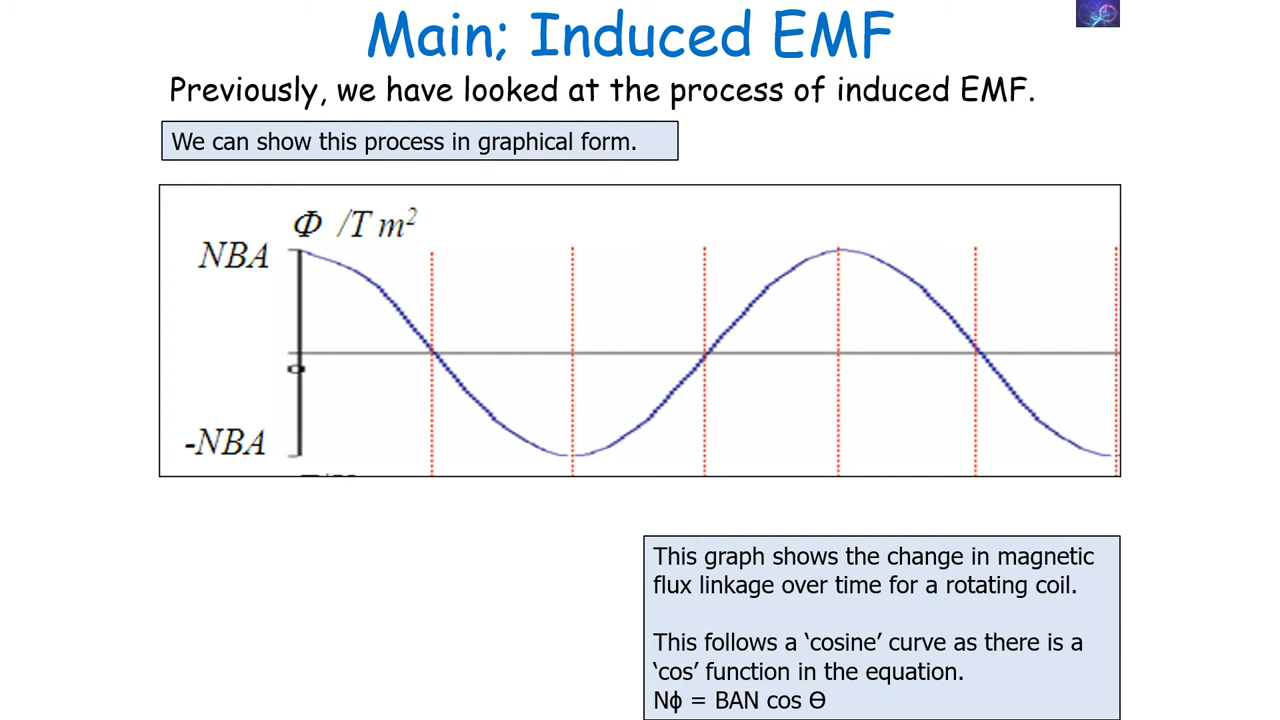 Main; Induced EMF
Previously, we have looked at the process of induced EMF.
We can show this process in graphical form.
Φ /T m²
NBA
0
-NBA
This graph shows the change in magnetic
flux linkage over time for a rotating coil.
This follows a ‘cosine’ curve as there is a
‘cos’ function in the equation.
Nϕ = BAN cos ϴ